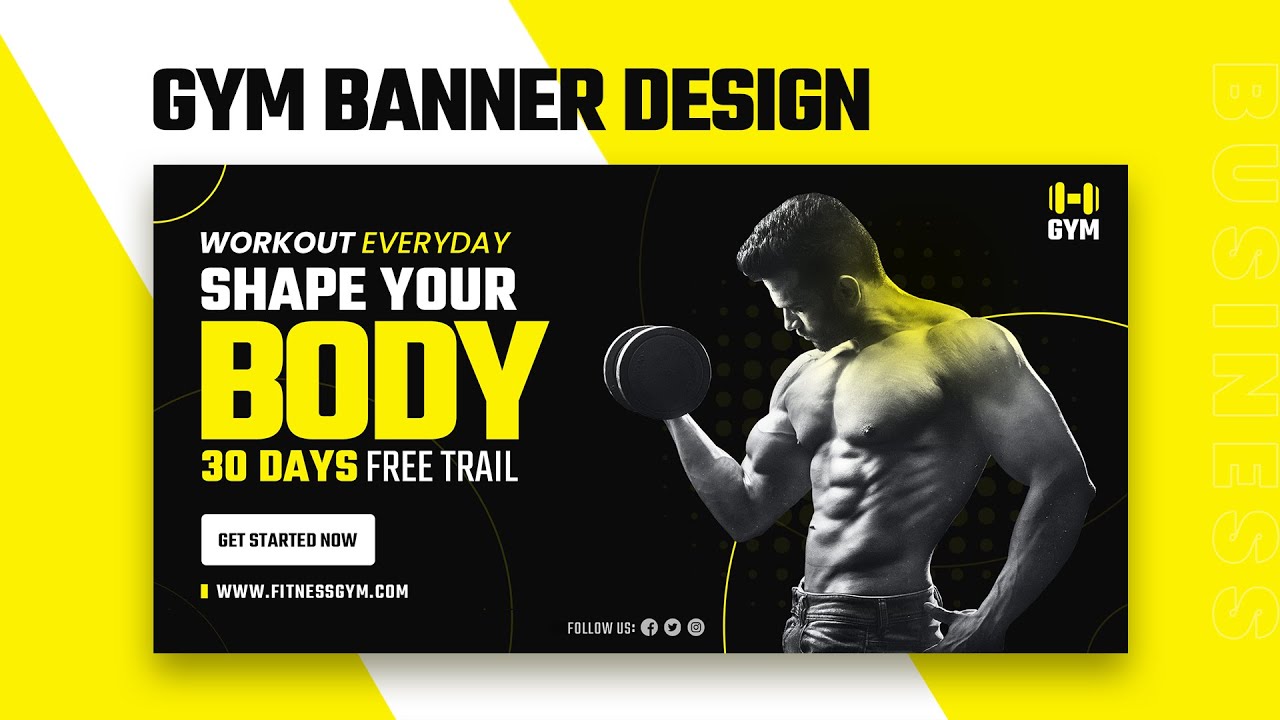 GYM BANNER DESIGN
WORKOUT EVERYDAY
SHAPE YOUR
BODY
30 DAYS FREE TRAIL
GET STARTED NOW
WWW.FITNESSGYM.COM
FOLLOW US:
GYM
BUSINESS